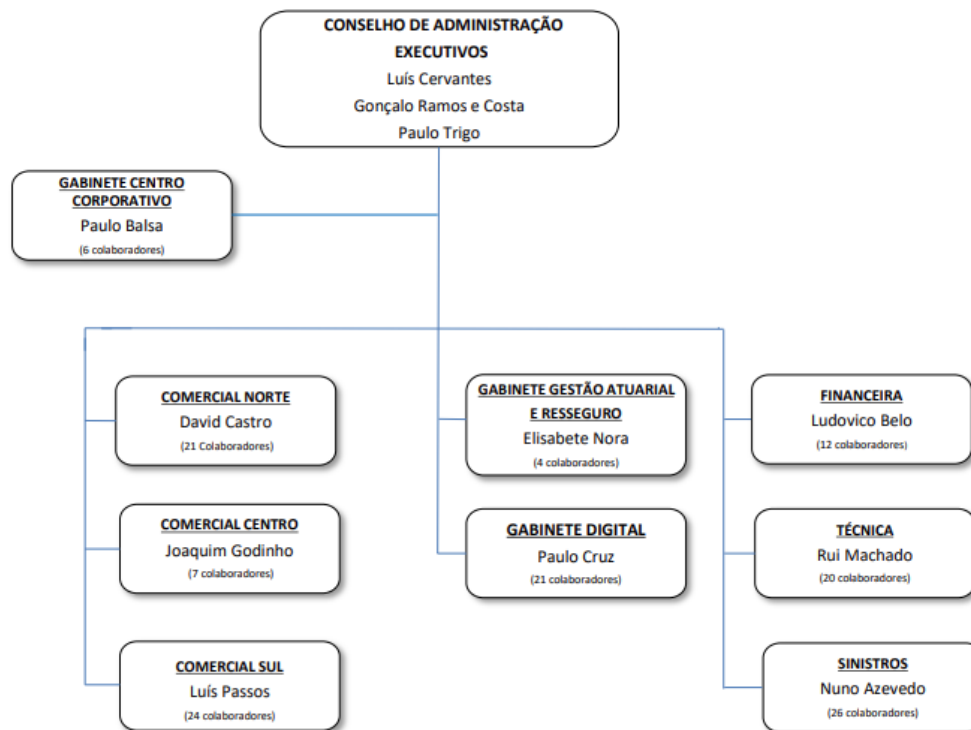 CONSELHO DE ADMINISTRAÇÃO
EXECUTIVOS
Luís Cervantes
Gonçalo Ramos e Costa
Paulo Trigo
GABINETE CENTRO
CORPORATIVO
Paulo Balsa
(6 colaboradores)
COMERCIAL NORTE
David Castro
(21 Colaboradores)
COMERCIAL CENTRO
Joaquim Godinho
(7 colaboradores)
COMERCIAL SUL
Luís Passos
(24 colaboradores)
GABINETE GESTÃO ATUARIAL
E RESSEGURO
Elisabete Nora
(4 colaboradores)
GABINETE DIGITAL
Paulo Cruz
(21 colaboradores)
FINANCEIRA
Ludovico Belo
(12 colaboradores)
TÉCNICA
Rui Machado
(20 colaboradores)
SINISTROS
Nuno Azevedo
(26 colaboradores)